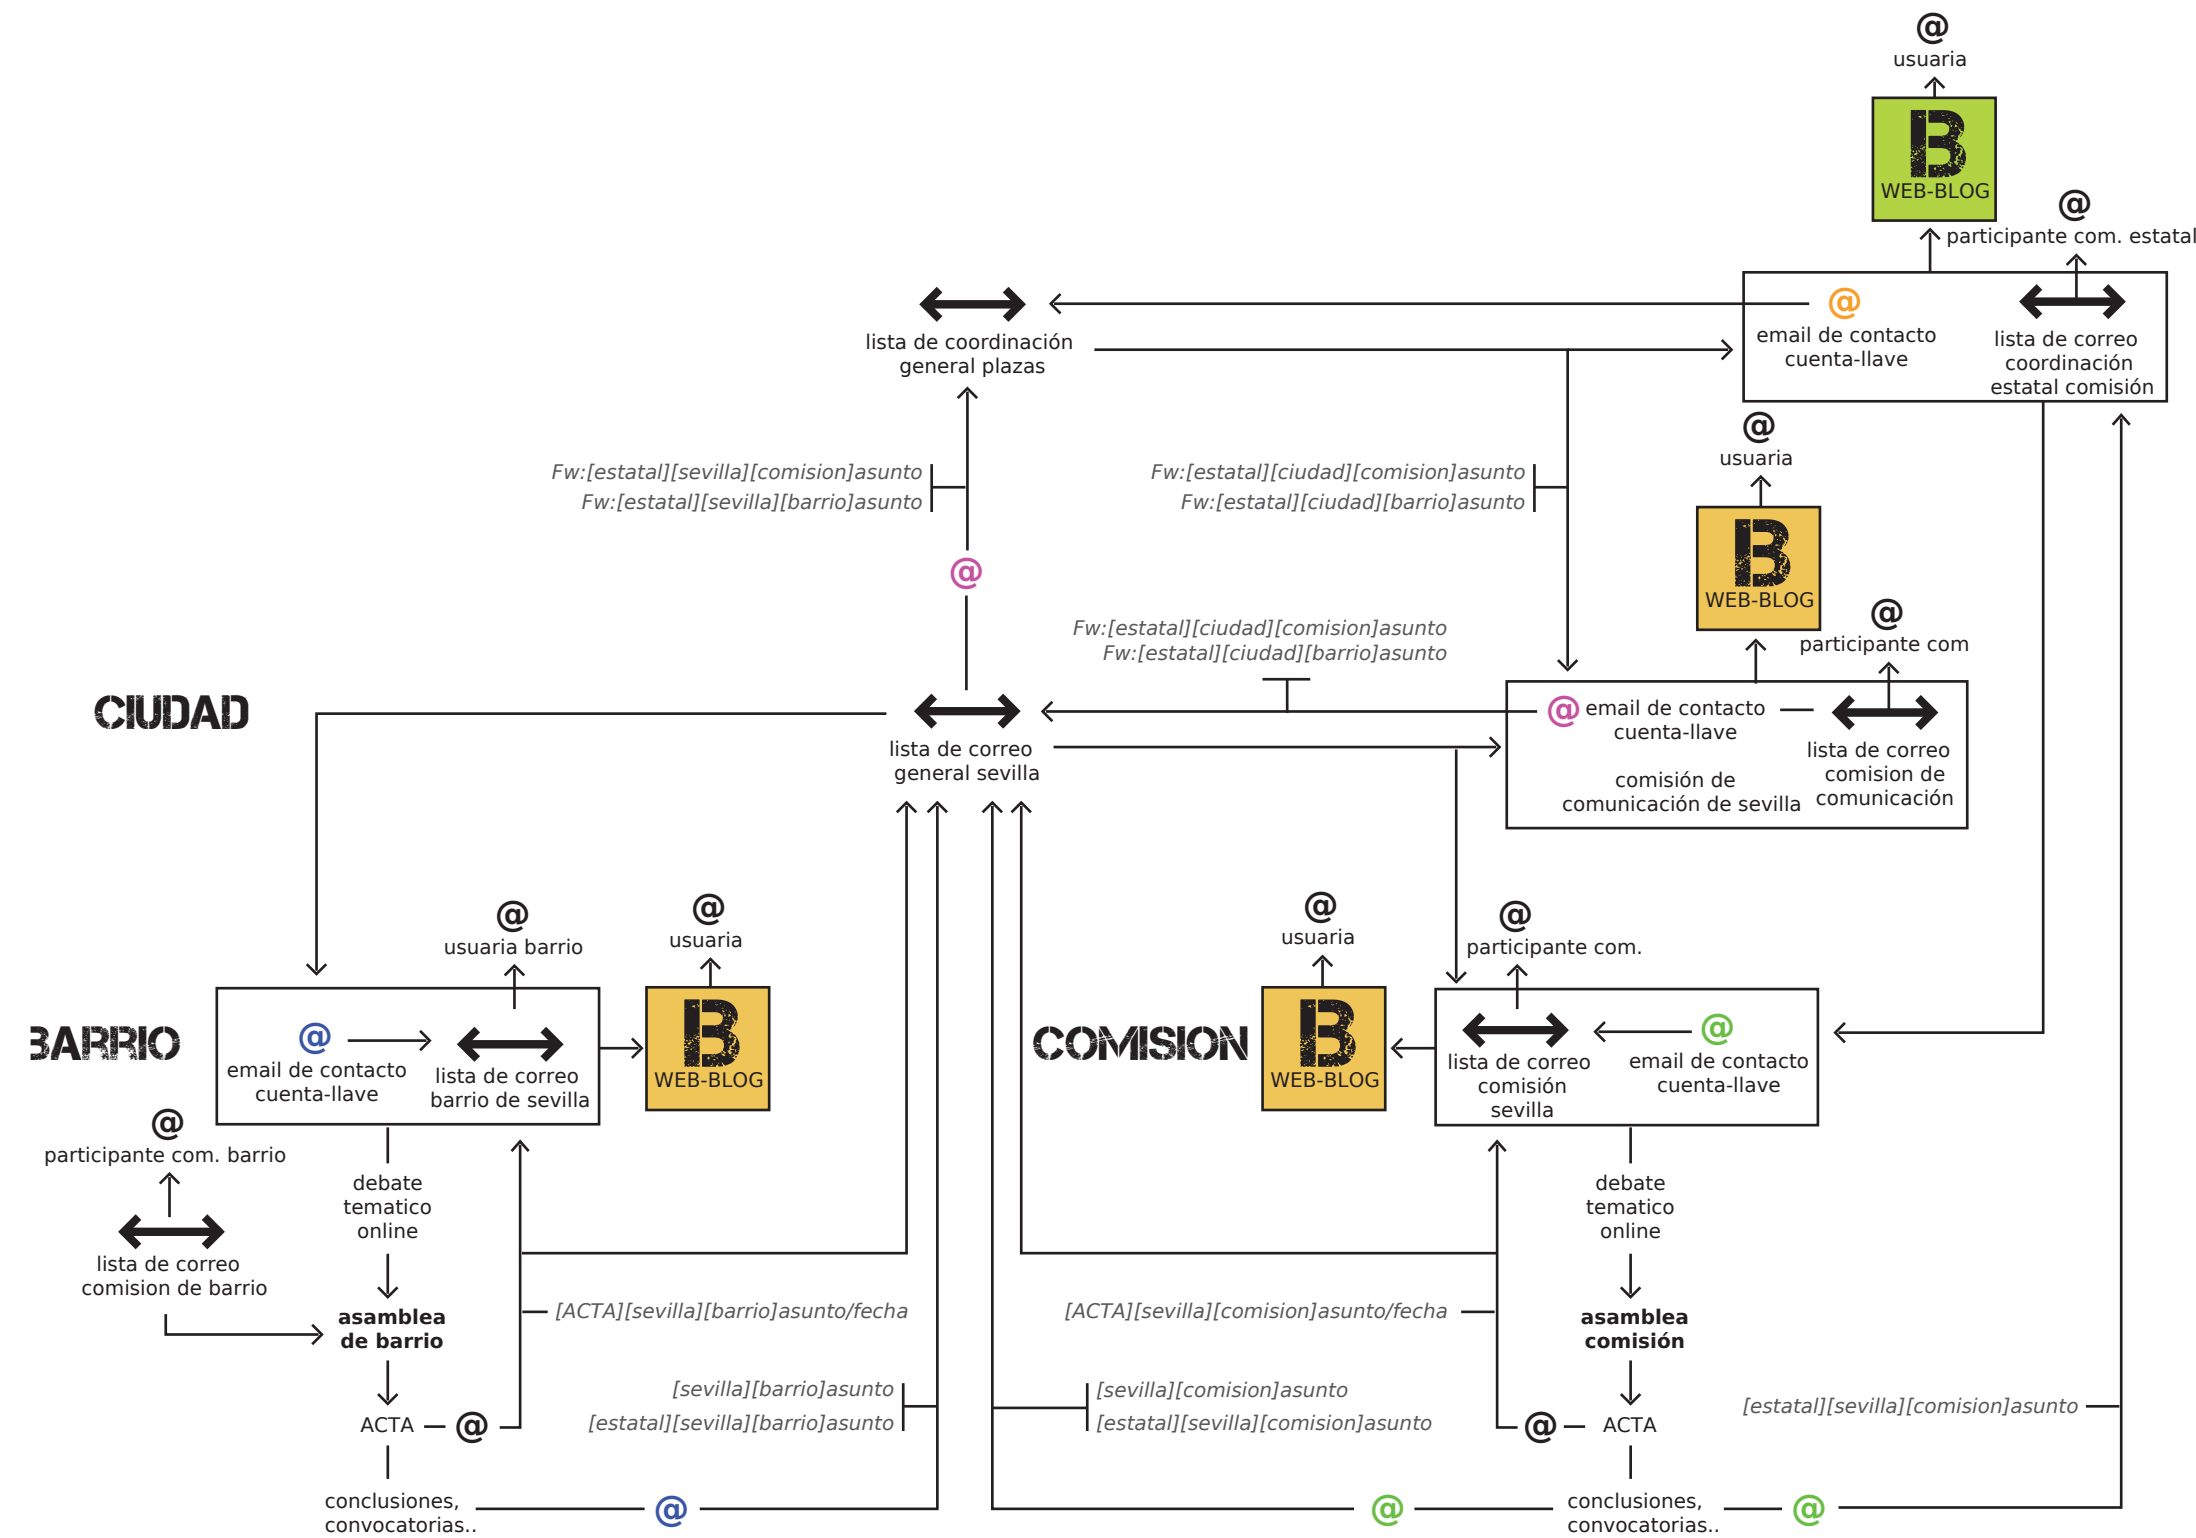 @
usuaria
B
WEB-BLOG
@
participante com. estatal
@
email de contacto
cuenta-llave
lista de correo
coordinación
estatal comisión
lista de coordinación
general plazas
Fw:[estatal][sevilla][comision]asunto
Fw:[estatal][sevilla][barrio]asunto
Fw:[estatal][ciudad][comision]asunto
Fw:[estatal][ciudad][barrio]asunto
@
usuaria
B
WEB-BLOG
@
@
participante com
Fw:[estatal][ciudad][comision]asunto
Fw:[estatal][ciudad][barrio]asunto
CIUDAD
lista de correo
general sevilla
@ email de contacto
cuenta-llave
comisión de
comunicación de sevilla
lista de correo
comision de
comunicación
@
usuaria barrio
@
usuaria
@
usuaria
@
participante com.
BARRIO
@
email de contacto
cuenta-llave
lista de correo
barrio de sevilla
B
WEB-BLOG
COMISION
B
WEB-BLOG
lista de correo
comisión
sevilla
@
email de contacto
cuenta-llave
@
participante com. barrio
lista de correo
comision de barrio
debate
tematico
online
asamblea
de barrio
[ACTA][sevilla][barrio]asunto/fecha
ACTA
@
[sevilla][barrio]asunto
[estatal][sevilla][barrio]asunto
conclusiones,
convocatorias..
@
debate
tematico
online
[ACTA][sevilla][comision]asunto/fecha
asamblea
comisión
[sevilla][comision]asunto
[estatal][sevilla][comision]asunto
@
ACTA
[estatal][sevilla][comision]asunto
@
conclusiones,
convocatorias..
@